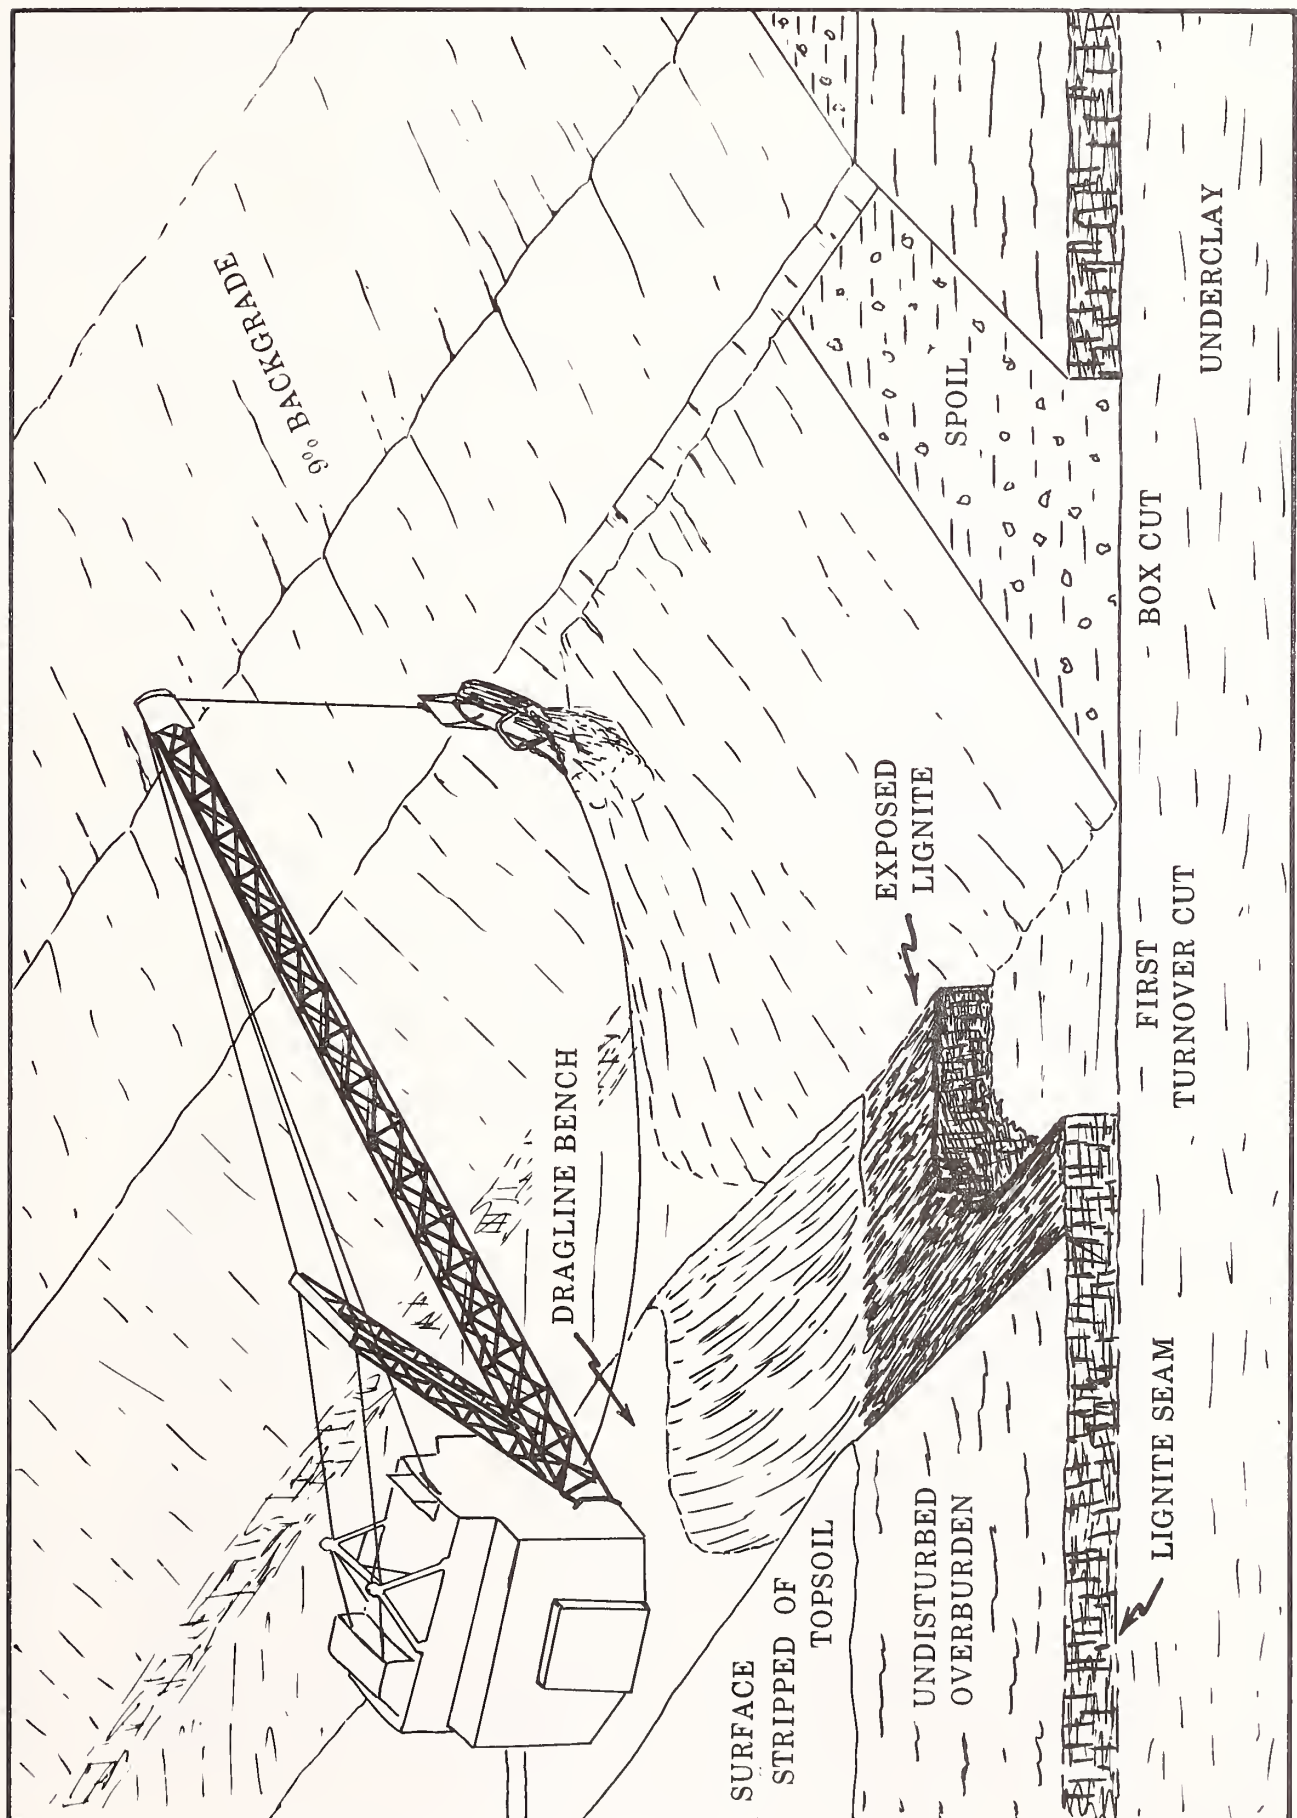 9% BACKGRADE
DRAGLINE BENCH
EXPOSED
LIGNITE
SPOIL
SURFACE
STRIPPED OF
TOPSOIL
UNDISTURBED
OVERBURDEN
LIGNITE SEAM
FIRST
TURNOVER CUT
BOX CUT
UNDERCLAY